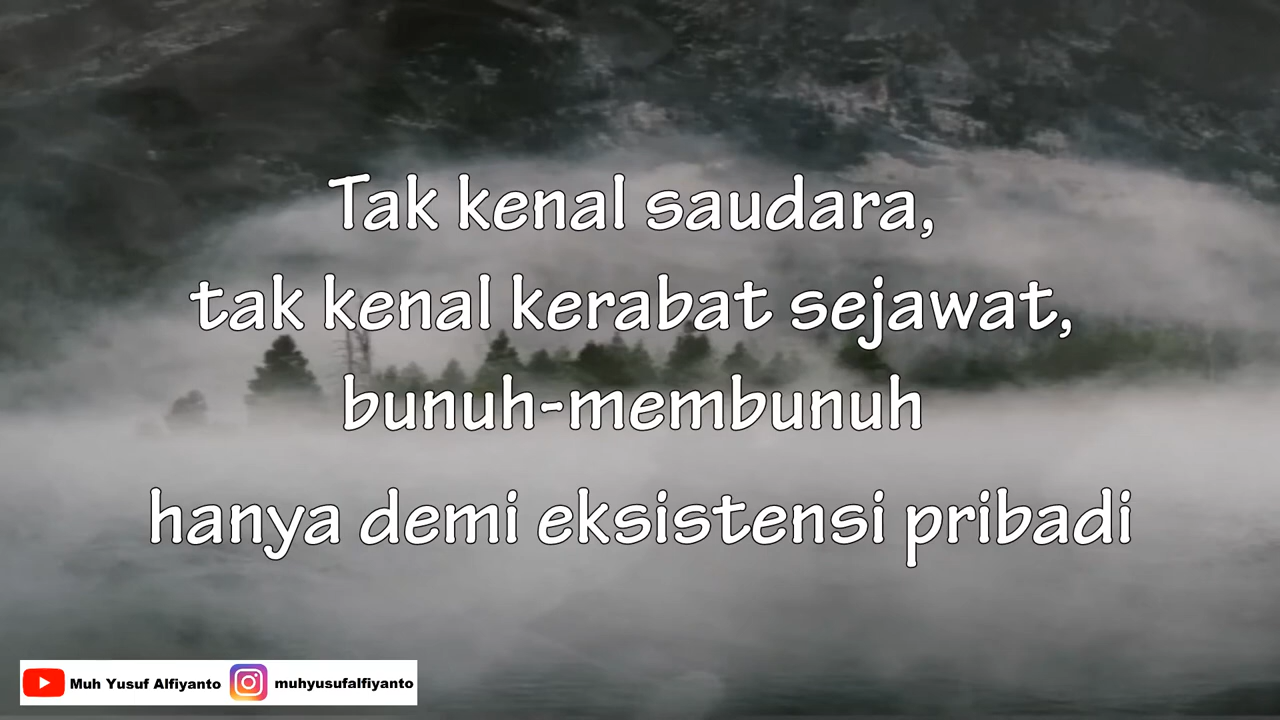 Tak kenal saudara,
tak kenal kerabat sejawat,
bunuh-membunuh
hanya demi eksistensi pribadi
Muh Yusuf Alfiyanto muhyusufalfiyanto